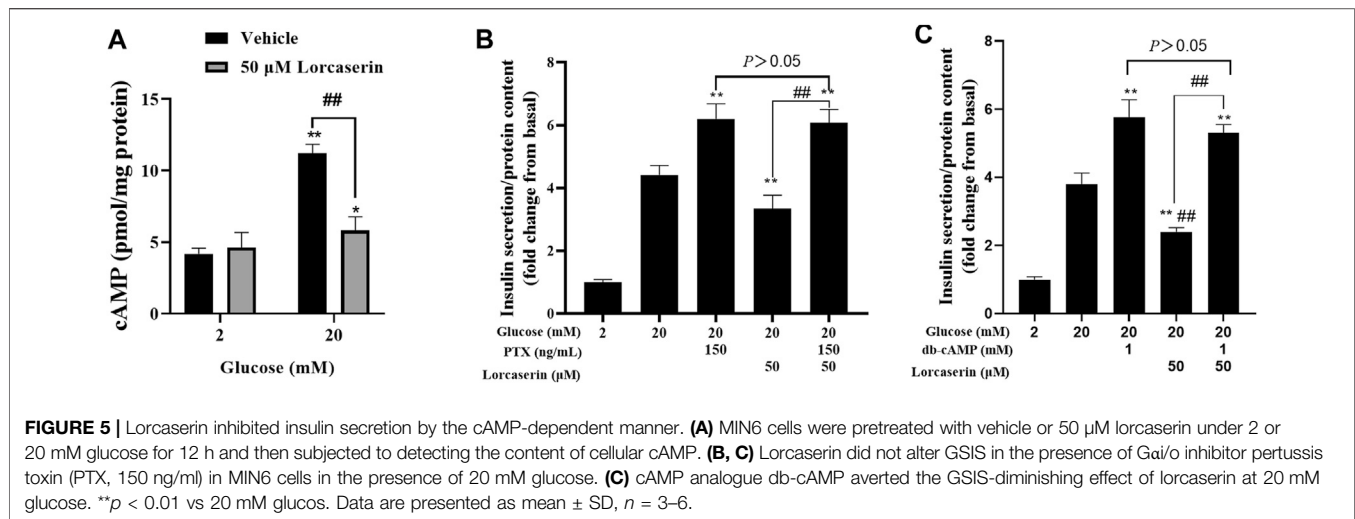 A
Vehicle
50 μM Lorcaserin
cAMP (pmol/mg protein)
15
10
5
0
##
**
*
2
20
Glucose (mM)
B
Insulin secretion/protein content
(fold change from basal)
8
6
4
2
0
P＞0.05
##
**
**
**
Glucose (mM) 2 20 20 20 20
PTX (ng/mL) 150 150
Lorcaserin (μM) 50 50
C
Insulin secretion/protein content
(fold change from basal)
8
6
4
2
0
P＞0.05
##
**
**
** ##
Glucose (mM) 2 20 20 20 20
db-cAMP (mM) 1 1
Lorcaserin (μM) 50 50
FIGURE 5 | Lorcaserin inhibited insulin secretion by the cAMP-dependent manner. (A) MIN6 cells were pretreated with vehicle or 50 μM lorcaserin under 2 or
20 mM glucose for 12 h and then subjected to detecting the content of cellular cAMP. (B, C) Lorcaserin did not alter GSIS in the presence of Gαi/o inhibitor pertussis
toxin (PTX, 150 ng/ml) in MIN6 cells in the presence of 20 mM glucose. (C) cAMP analogue db-cAMP averted the GSIS-diminishing effect of lorcaserin at 20 mM
glucose. **p < 0.01 vs 20 mM glucos. Data are presented as mean ± SD, n = 3–6.